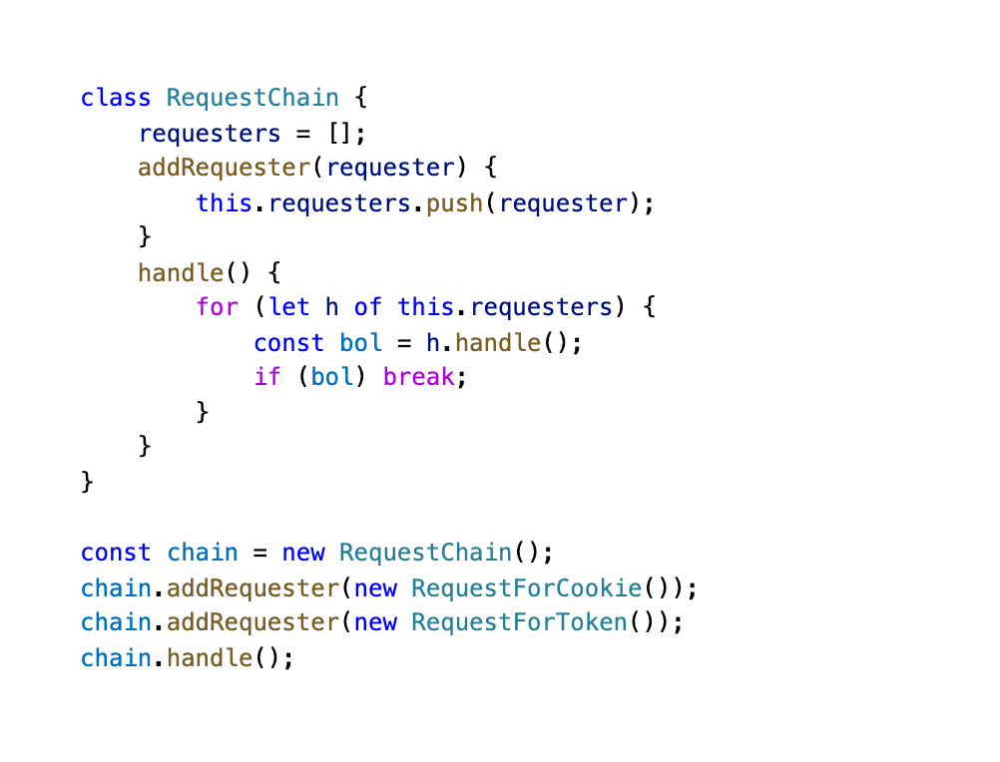 class RequestChain {
    requesters = [];
    addRequester(requester) {
        this.requesters.push(requester);
    }
    handle() {
        for (let h of this.requesters) {
            const bol = h.handle();
            if (bol) break;
        }
    }
}

const chain = new RequestChain();
chain.addRequester(new RequestForCookie());
chain.addRequester(new RequestForToken());
chain.handle();